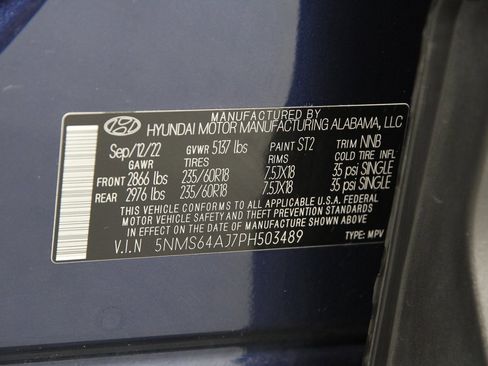 MANUFACTURED BY
HYUNDAI MOTOR MANUFACTURING ALABAMA, LLC
Sep/12/22 GVWR 5137 lbs PAINT ST2 TRIM NNB
GAWR TIRES RIMS COLD TIRE INFL
FRONT 2866 lbs 235/60R18 7.5JX18 35 psi SINGLE
REAR 2976 lbs 235/60R18 7.5JX18 35 psi SINGLE
THIS VEHICLE CONFORMS TO ALL APPLICABLE U.S.A. FEDERAL
MOTOR VEHICLE SAFETY AND THEFT PREVENTION STANDARDS
IN EFFECT ON THE DATE OF MANUFACTURE SHOWN ABOVE.
V.I.N 5NMS64AJ7PH503489 TYPE: MPV